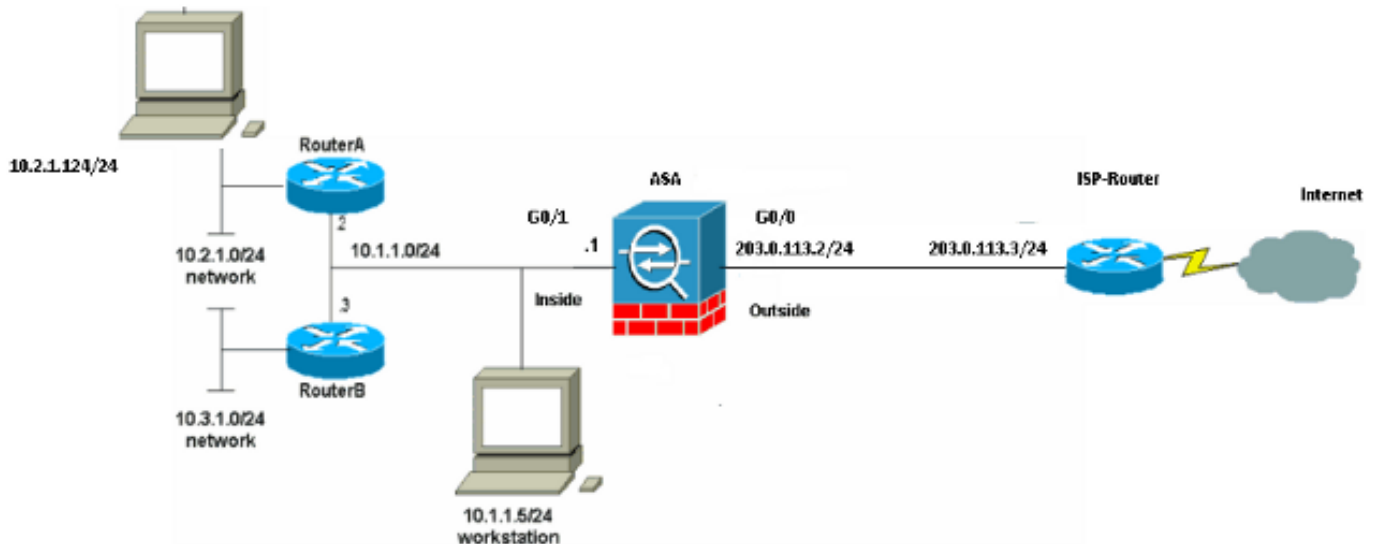 10.2.1.124/24
RouterA
2
10.2.1.0/24
network
10.1.1.0/24
.3
RouterB
10.3.1.0/24
network
G0/1
.1
Inside
10.1.1.5/24
workstation
ASA
G0/0
203.0.113.2/24
Outside
203.0.113.3/24
ISP-Router
Internet